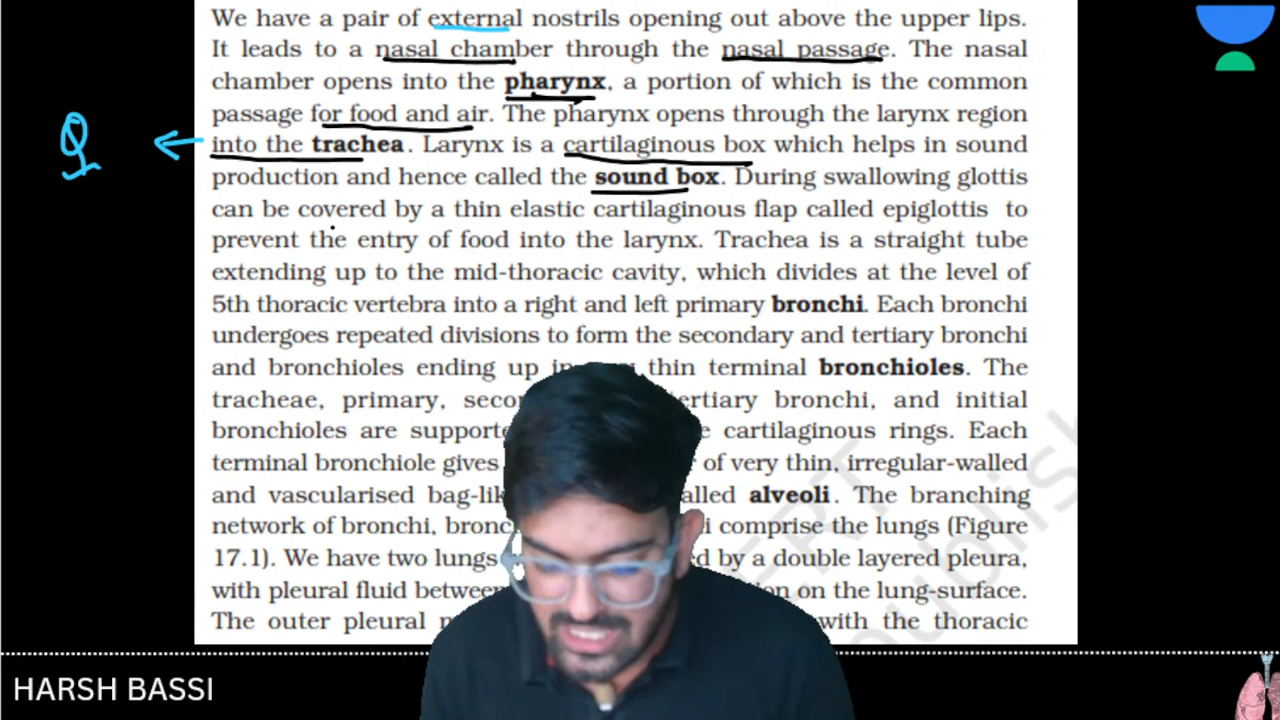 We have a pair of external nostrils opening out above the upper lips.
It leads to a nasal chamber through the nasal passage. The nasal
chamber opens into the pharynx, a portion of which is the common
passage for food and air. The pharynx opens through the larynx region
into the trachea. Larynx is a cartilaginous box which helps in sound
production and hence called the sound box. During swallowing glottis
can be covered by a thin elastic cartilaginous flap called epiglottis to
prevent the entry of food into the larynx. Trachea is a straight tube
extending up to the mid-thoracic cavity, which divides at the level of
5th thoracic vertebra into a right and left primary bronchi. Each bronchi
undergoes repeated divisions to form the secondary and tertiary bronchi
and bronchioles ending up in thin terminal bronchioles. The
tracheae, primary, tertiary bronchi, and initial
bronchioles are cartilaginous rings. Each
terminal bronchiole gives of very thin, irregular-walled
and vascularised alveoli. The branching
network of bronchi, comprise the lungs (Figure
17.1). We have two lungs by a double layered pleura,
with pleural fluid between on the lung-surface.
The outer pleural with the thoracic
HARSH BASSI